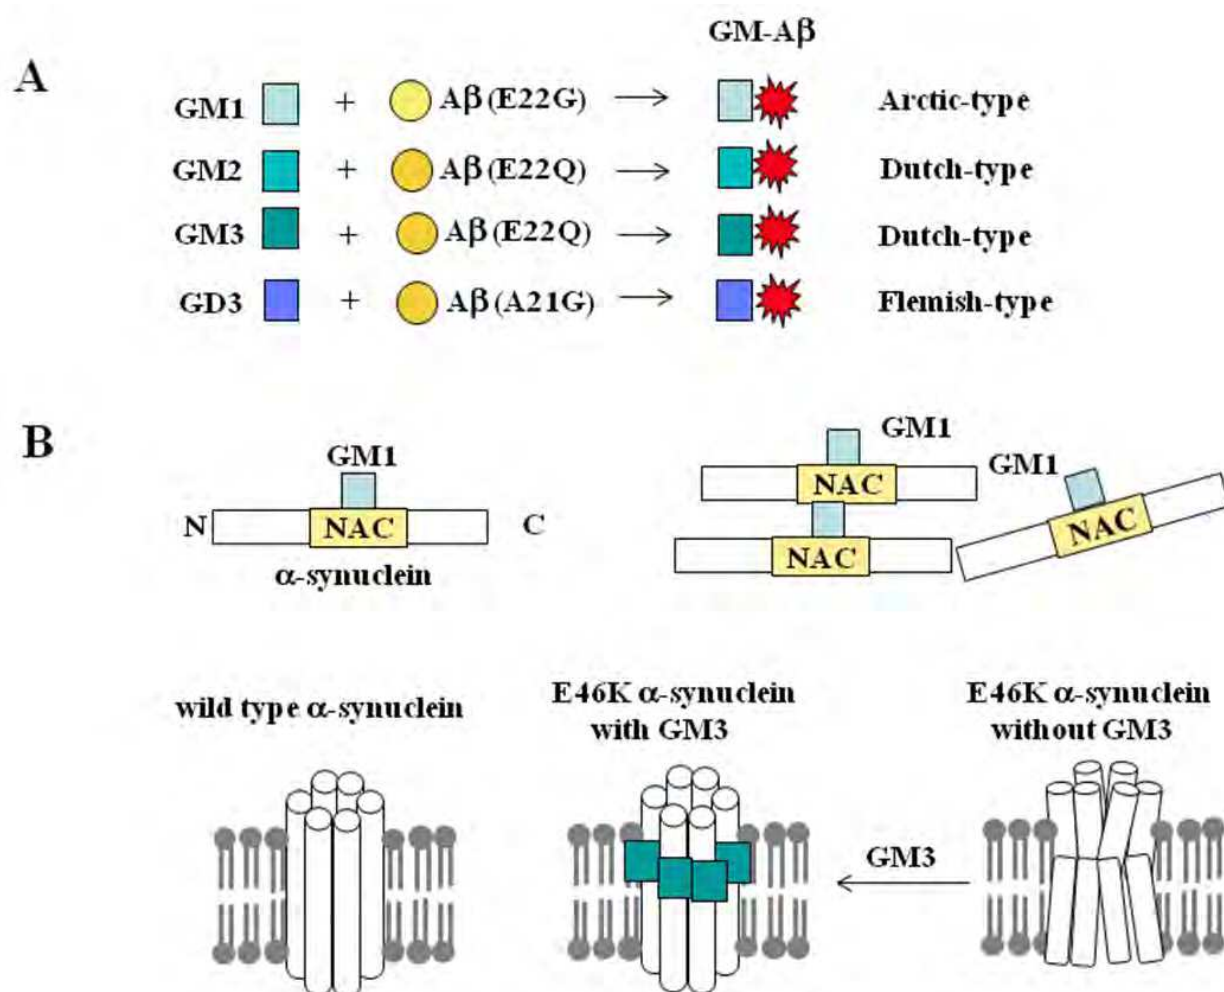 GM-Aβ
A
GM1 + Aβ(E22G) → Arctic-type
GM2 + Aβ(E22Q) → Dutch-type
GM3 + Aβ(E22Q) → Dutch-type
GD3 + Aβ(A21G) → Flemish-type
B
GM1
N NAC C
α-synuclein
GM1
NAC
GM1
NAC
NAC
wild type α-synuclein
E46K α-synuclein
with GM3
E46K α-synuclein
without GM3
GM3